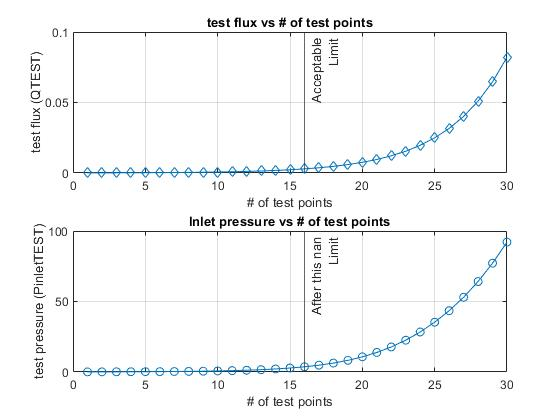 test flux vs # of test points
0.1
0.05
0
test flux (QTEST)
Acceptable
Limit
0 5 10 15 20 25 30
# of test points
Inlet pressure vs # of test points
100
50
0
test pressure (PinletTEST)
After this nan
Limit
0 5 10 15 20 25 30
# of test points